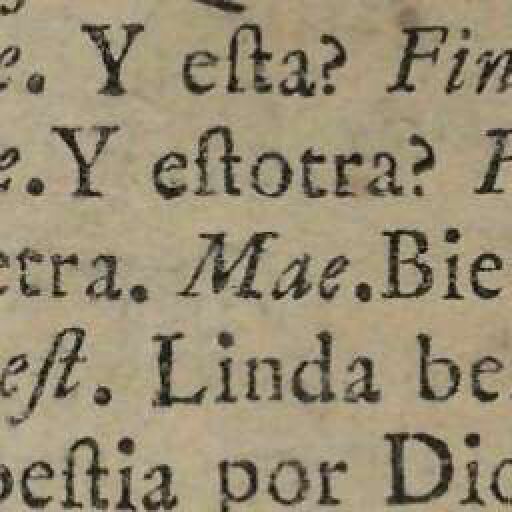 e. Y eſta? Fin
e. Y eſtotra? F
etra. Mae. Bie
eſt. Linda be
beſtia por Dio